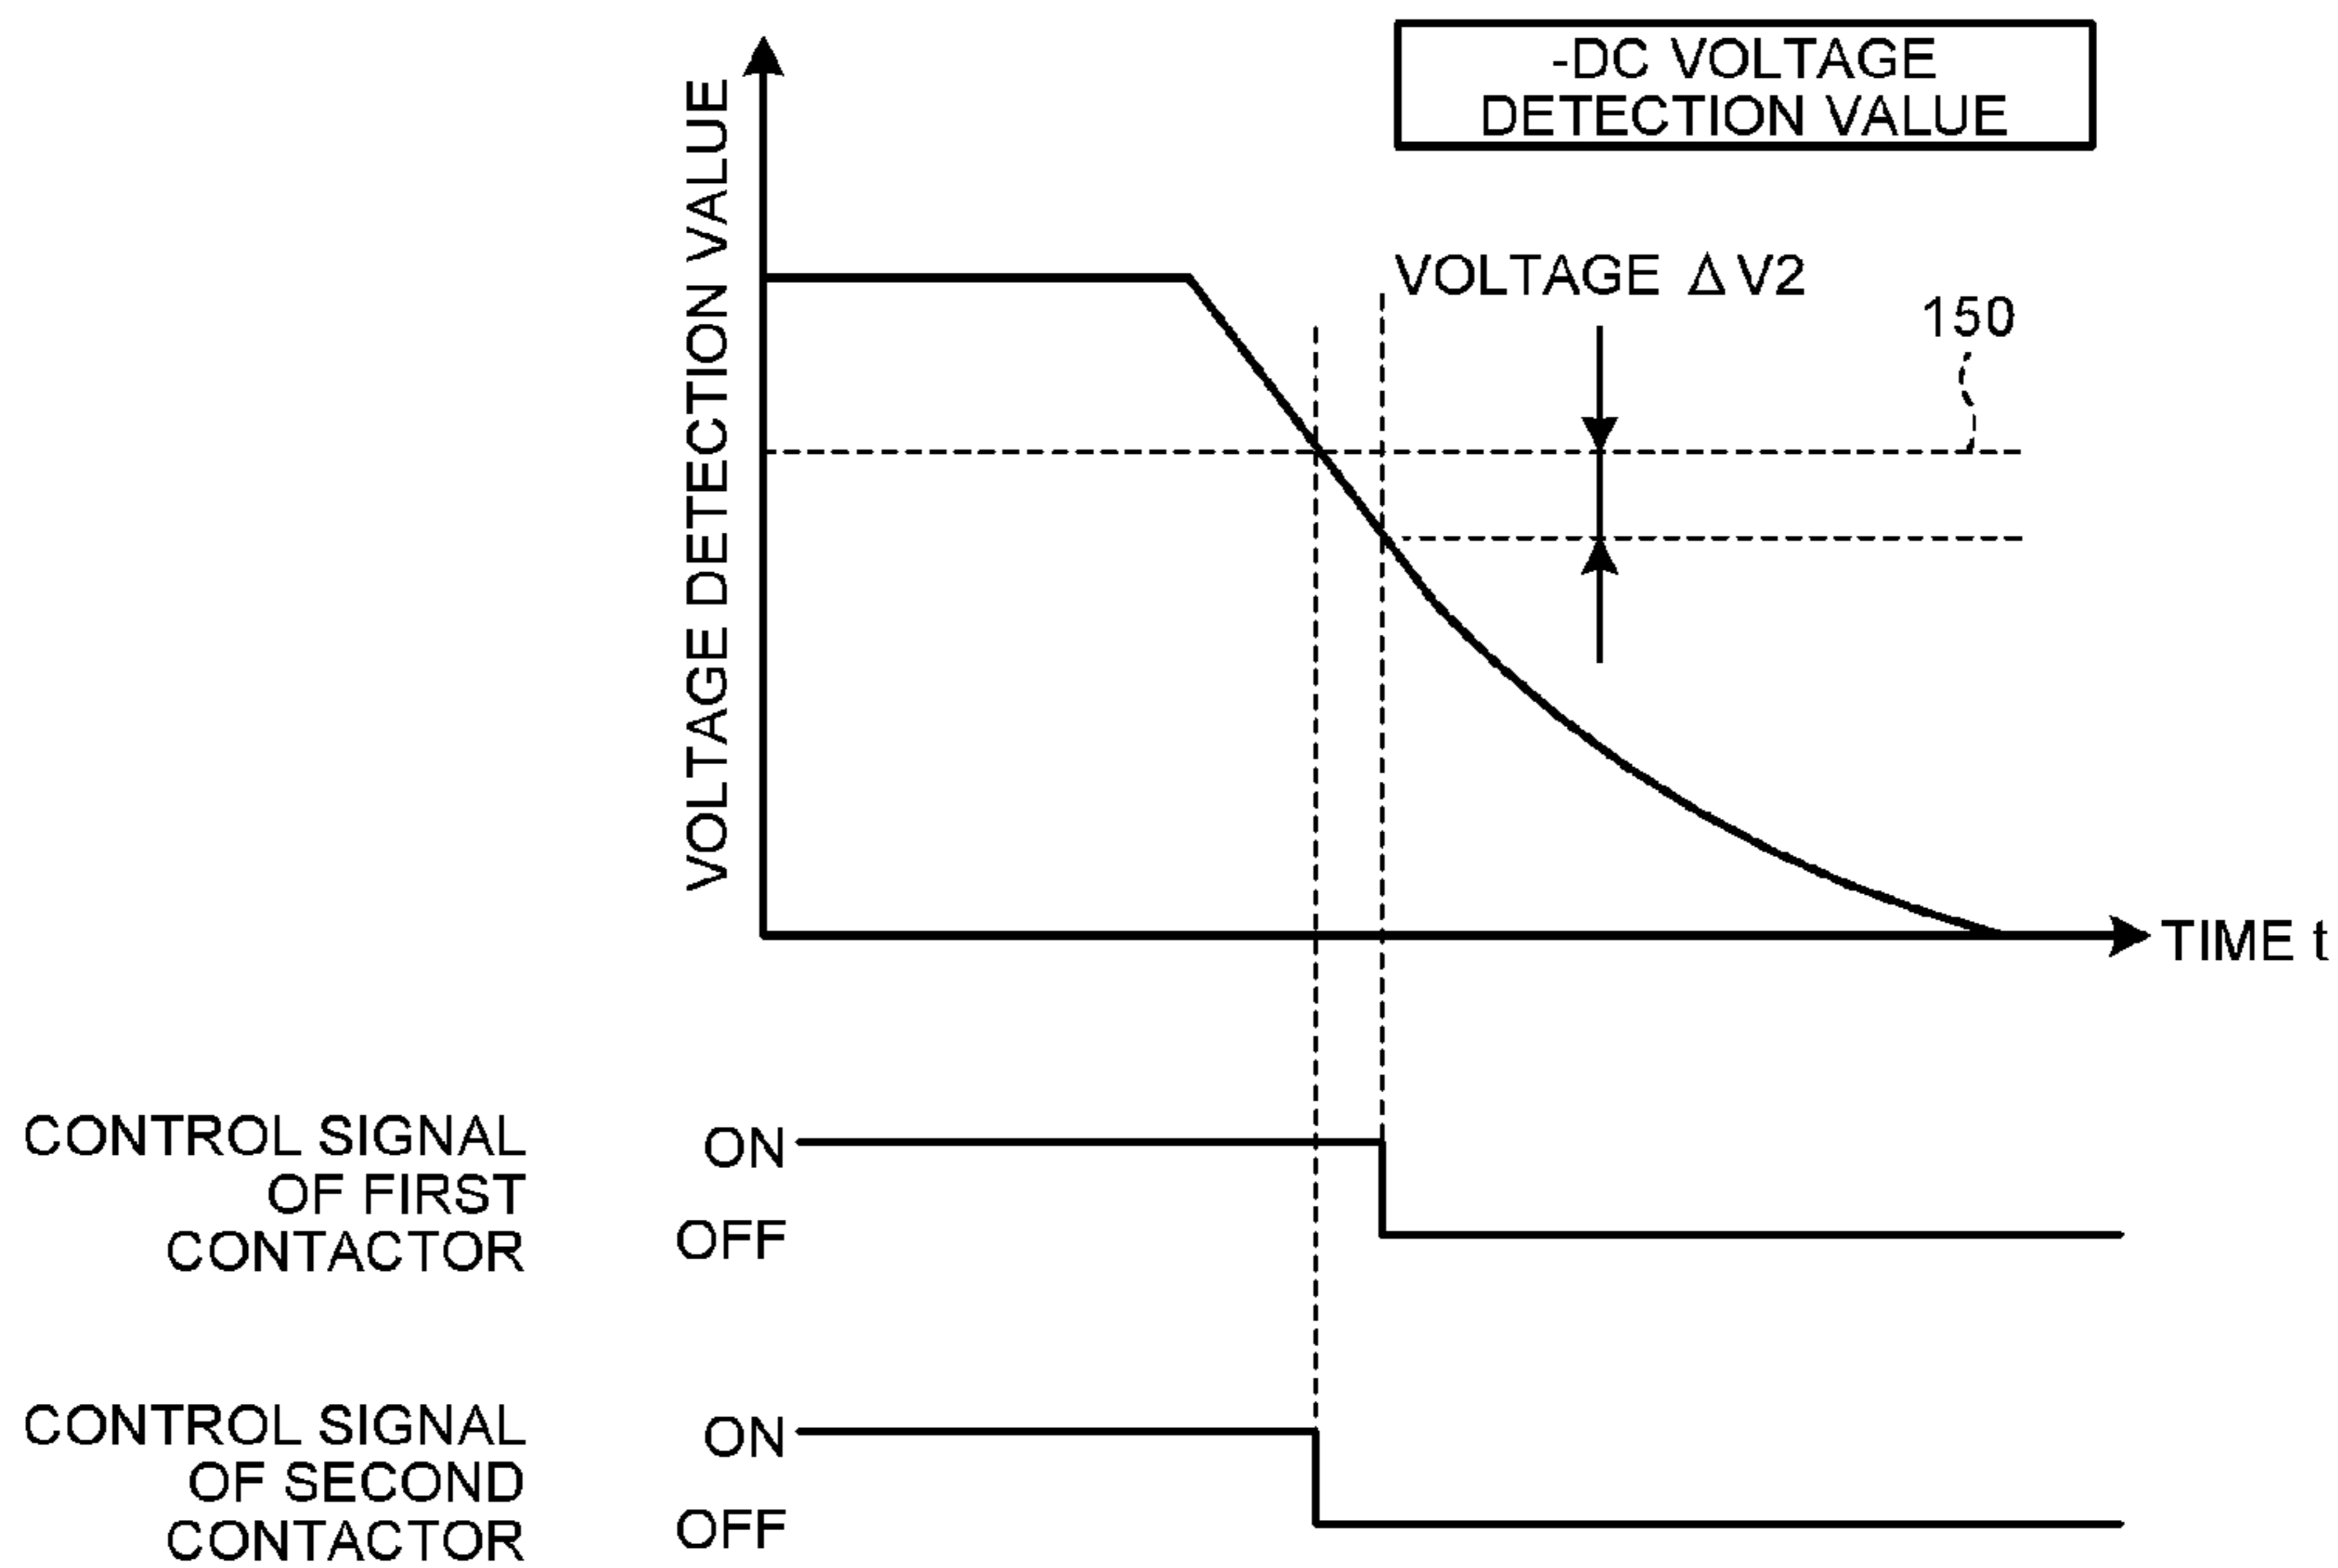 -DC VOLTAGE
DETECTION VALUE
VOLTAGE DETECTION VALUE
VOLTAGE Δ V2
150
TIME t
CONTROL SIGNAL
OF FIRST
CONTACTOR
ON
OFF
CONTROL SIGNAL
OF SECOND
CONTACTOR
ON
OFF